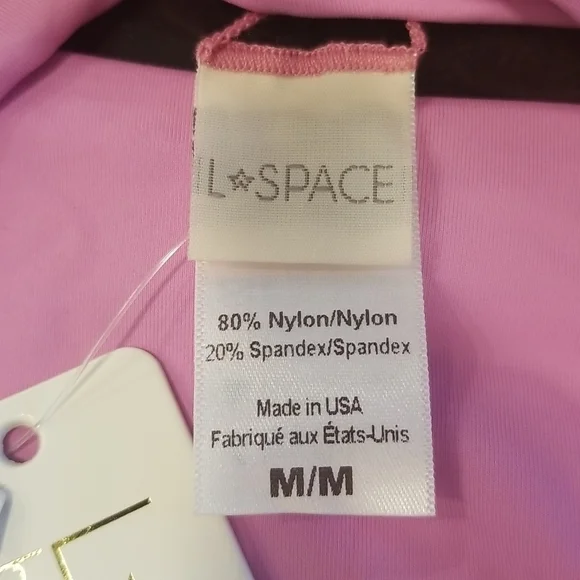 L☆SPACE
80% Nylon/Nylon
20% Spandex/Spandex
Made in USA
Fabriqué aux États-Unis
M/M